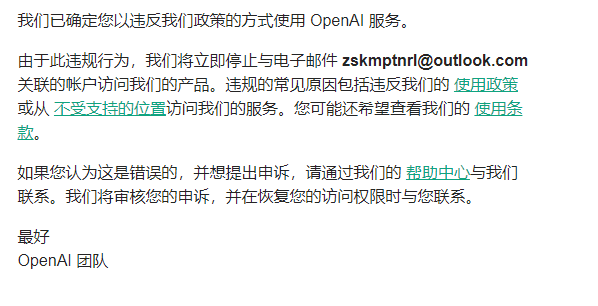 我们已确定您以违反我们政策的方式使用 OpenAI 服务。
由于此违规行为，我们将立即停止与电子邮件 zskmptnrl@outlook.com
关联的帐户访问我们的产品。违规的常见原因包括违反我们的 使用政策
或从 不受支持的位置访问我们的服务。您可能还希望查看我们的 使用条
款。
如果您认为这是错误的，并想提出申诉，请通过我们的 帮助中心与我们
联系。我们将审核您的申诉，并在恢复您的访问权限时与您联系。
最好
OpenAI 团队